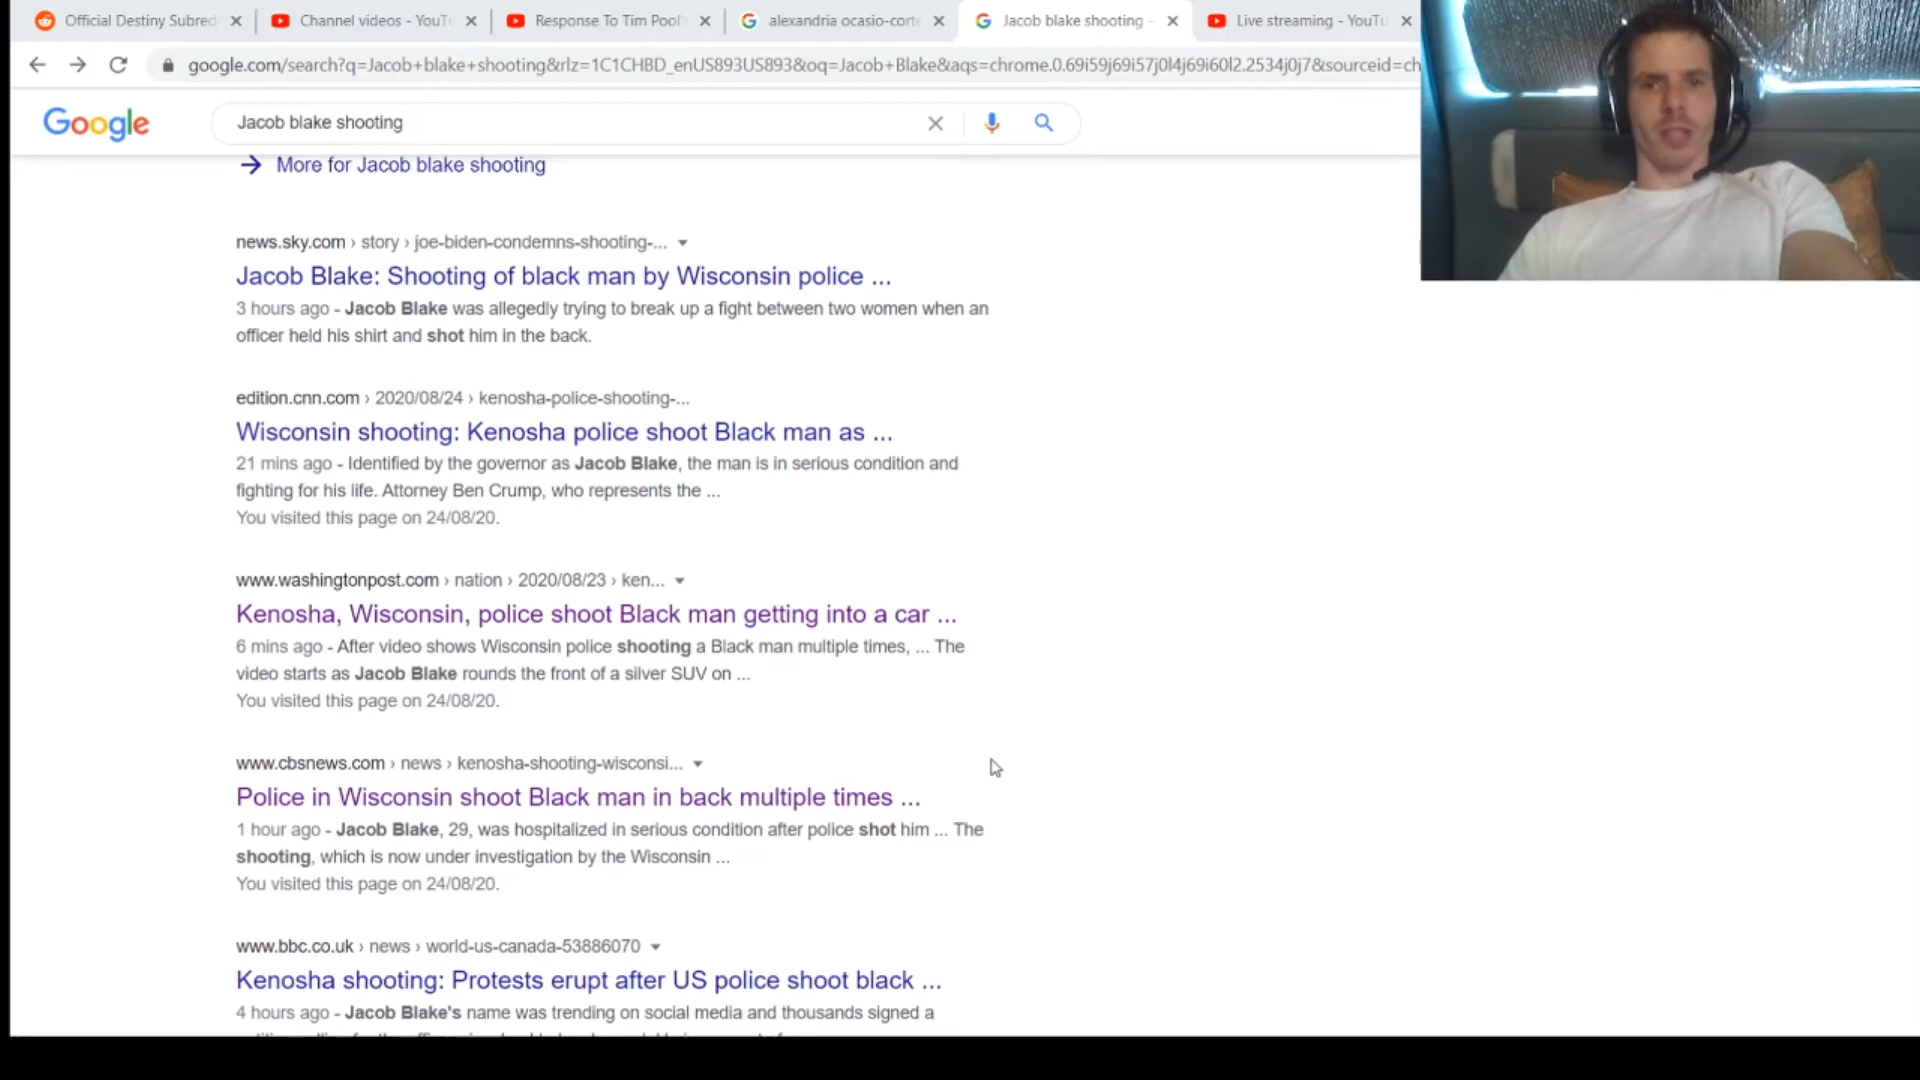 Official Destiny Subred
Channel videos - YouTu
Response To Tim Pool'
alexandria ocasio-corte
Jacob blake shooting -
Live streaming - YouTu
google.com/search?q=Jacob+blake+shooting&rlz=1C1CHBD_enUS893US893&oq=Jacob+Blake&aqs=chrome.0.69i59j69i57j0l4j69i60l2.2534j0j7&sourceid=ch
Google
Jacob blake shooting
More for Jacob blake shooting
news.sky.com › story › joe-biden-condemns-shooting-...
Jacob Blake: Shooting of black man by Wisconsin police ...
3 hours ago - Jacob Blake was allegedly trying to break up a fight between two women when an
officer held his shirt and shot him in the back.
edition.cnn.com › 2020/08/24 › kenosha-police-shooting-...
Wisconsin shooting: Kenosha police shoot Black man as ...
21 mins ago - Identified by the governor as Jacob Blake, the man is in serious condition and
fighting for his life. Attorney Ben Crump, who represents the ...
You visited this page on 24/08/20.
www.washingtonpost.com › nation › 2020/08/23 › ken...
Kenosha, Wisconsin, police shoot Black man getting into a car ...
6 mins ago - After video shows Wisconsin police shooting a Black man multiple times, ... The
video starts as Jacob Blake rounds the front of a silver SUV on ...
You visited this page on 24/08/20.
www.cbsnews.com › news › kenosha-shooting-wisconsi...
Police in Wisconsin shoot Black man in back multiple times ...
1 hour ago - Jacob Blake, 29, was hospitalized in serious condition after police shot him ... The
shooting, which is now under investigation by the Wisconsin ...
You visited this page on 24/08/20.
www.bbc.co.uk › news › world-us-canada-53886070
Kenosha shooting: Protests erupt after US police shoot black ...
4 hours ago - Jacob Blake's name was trending on social media and thousands signed a